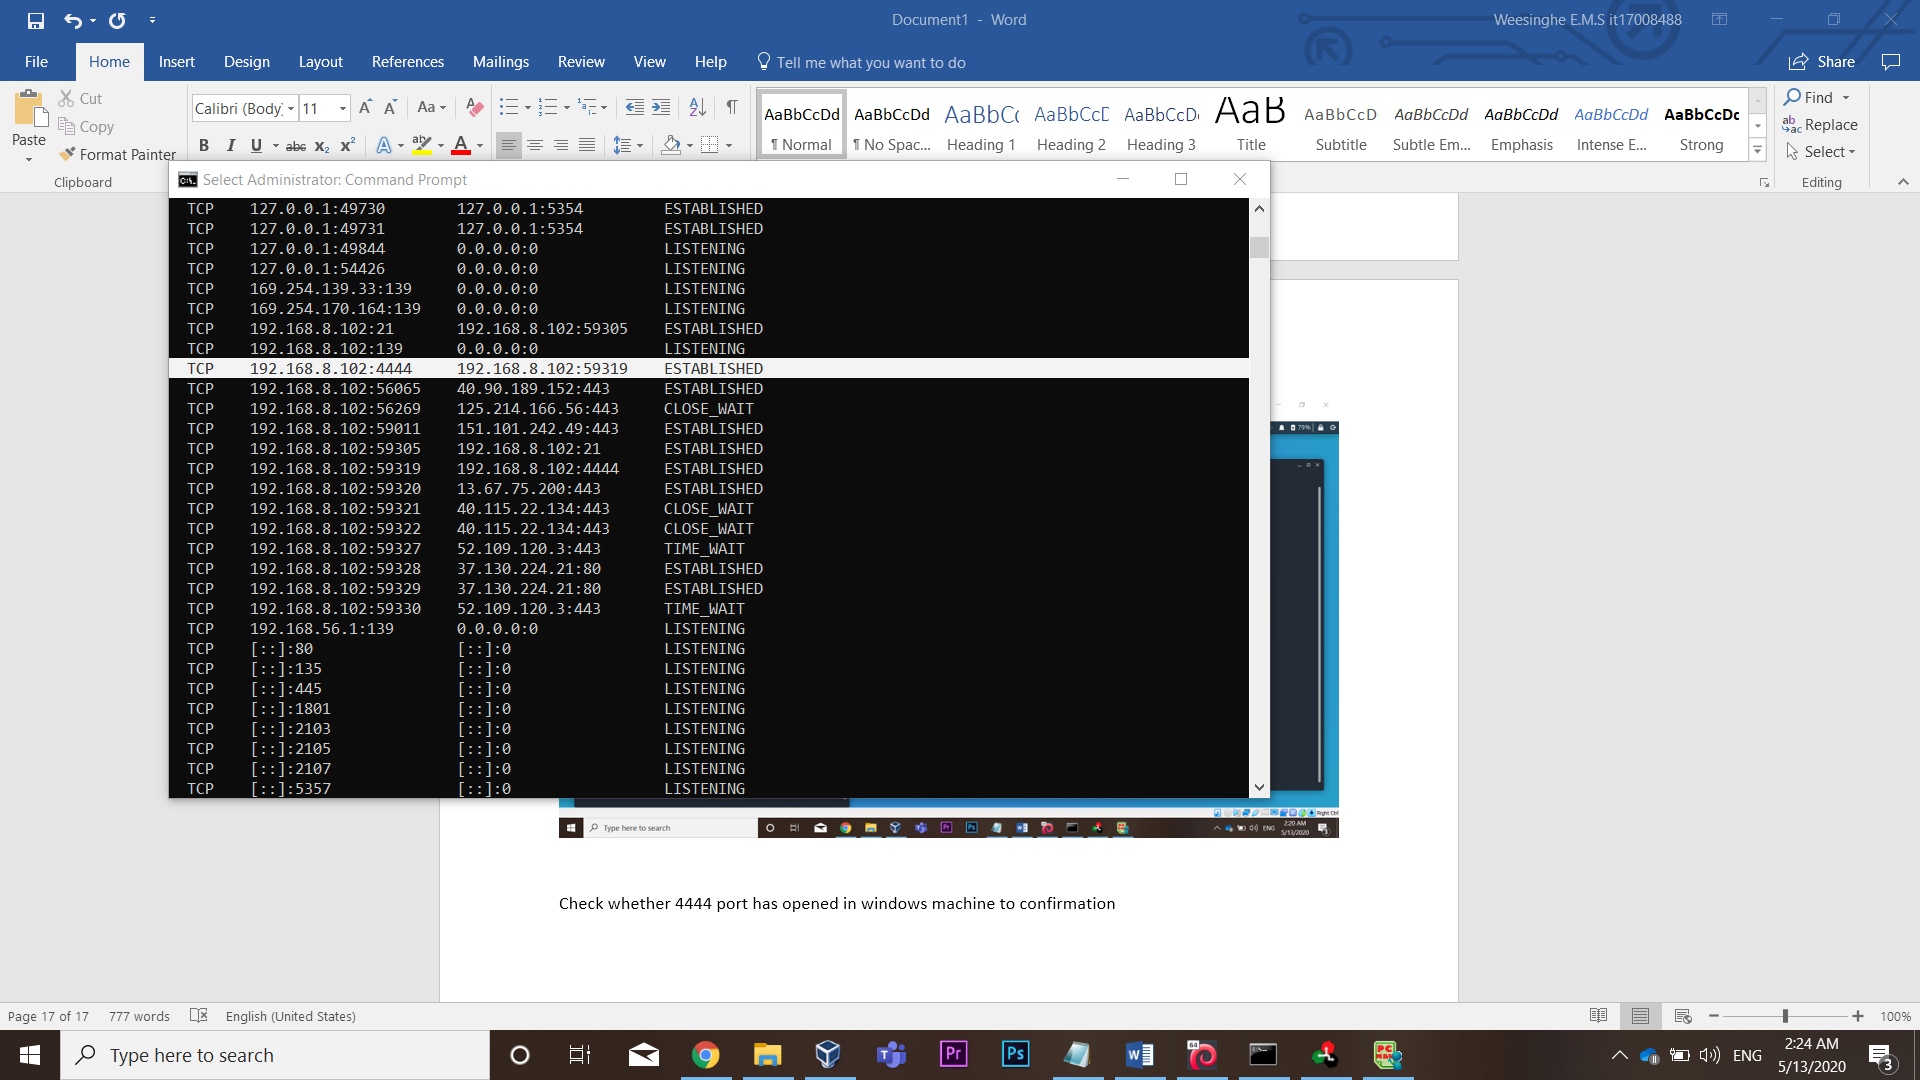 Document1 - Word
Weesinghe E.M.S it17008488
File Home Insert Design Layout References Mailings Review View Help Tell me what you want to do Share
Paste
Cut
Copy
Format Painter
Clipboard
Calibri (Body) 11
AaBbCcDd AaBbCcDd AaBbCc AaBbCcE AaBbCcDc AaB AaBbCcD AaBbCcDd AaBbCcDd AaBbCcDd AaBbCcDc
¶ Normal ¶ No Spac... Heading 1 Heading 2 Heading 3 Title Subtitle Subtle Em... Emphasis Intense E... Strong
Find
Replace
Select
Editing
Select Administrator: Command Prompt
TCP 127.0.0.1:49730 127.0.0.1:5354 ESTABLISHED
TCP 127.0.0.1:49731 127.0.0.1:5354 ESTABLISHED
TCP 127.0.0.1:49844 0.0.0.0:0 LISTENING
TCP 127.0.0.1:54426 0.0.0.0:0 LISTENING
TCP 169.254.139.33:139 0.0.0.0:0 LISTENING
TCP 169.254.170.164:139 0.0.0.0:0 LISTENING
TCP 192.168.8.102:21 192.168.8.102:59305 ESTABLISHED
TCP 192.168.8.102:139 0.0.0.0:0 LISTENING
TCP 192.168.8.102:4444 192.168.8.102:59319 ESTABLISHED
TCP 192.168.8.102:56065 40.90.189.152:443 ESTABLISHED
TCP 192.168.8.102:56269 125.214.166.56:443 CLOSE_WAIT
TCP 192.168.8.102:59011 151.101.242.49:443 ESTABLISHED
TCP 192.168.8.102:59305 192.168.8.102:21 ESTABLISHED
TCP 192.168.8.102:59319 192.168.8.102:4444 ESTABLISHED
TCP 192.168.8.102:59320 13.67.75.200:443 ESTABLISHED
TCP 192.168.8.102:59321 40.115.22.134:443 CLOSE_WAIT
TCP 192.168.8.102:59322 40.115.22.134:443 CLOSE_WAIT
TCP 192.168.8.102:59327 52.109.120.3:443 TIME_WAIT
TCP 192.168.8.102:59328 37.130.224.21:80 ESTABLISHED
TCP 192.168.8.102:59329 37.130.224.21:80 ESTABLISHED
TCP 192.168.8.102:59330 52.109.120.3:443 TIME_WAIT
TCP 192.168.56.1:139 0.0.0.0:0 LISTENING
TCP [::]:80 [::]:0 LISTENING
TCP [::]:135 [::]:0 LISTENING
TCP [::]:445 [::]:0 LISTENING
TCP [::]:1801 [::]:0 LISTENING
TCP [::]:2103 [::]:0 LISTENING
TCP [::]:2105 [::]:0 LISTENING
TCP [::]:2107 [::]:0 LISTENING
TCP [::]:5357 [::]:0 LISTENING
79%
Right Ctrl
Type here to search ENG 2:20 AM
5/13/2020
Check whether 4444 port has opened in windows machine to confirmation
Page 17 of 17 777 words English (United States) 100%
Type here to search ENG 2:24 AM
5/13/2020 3